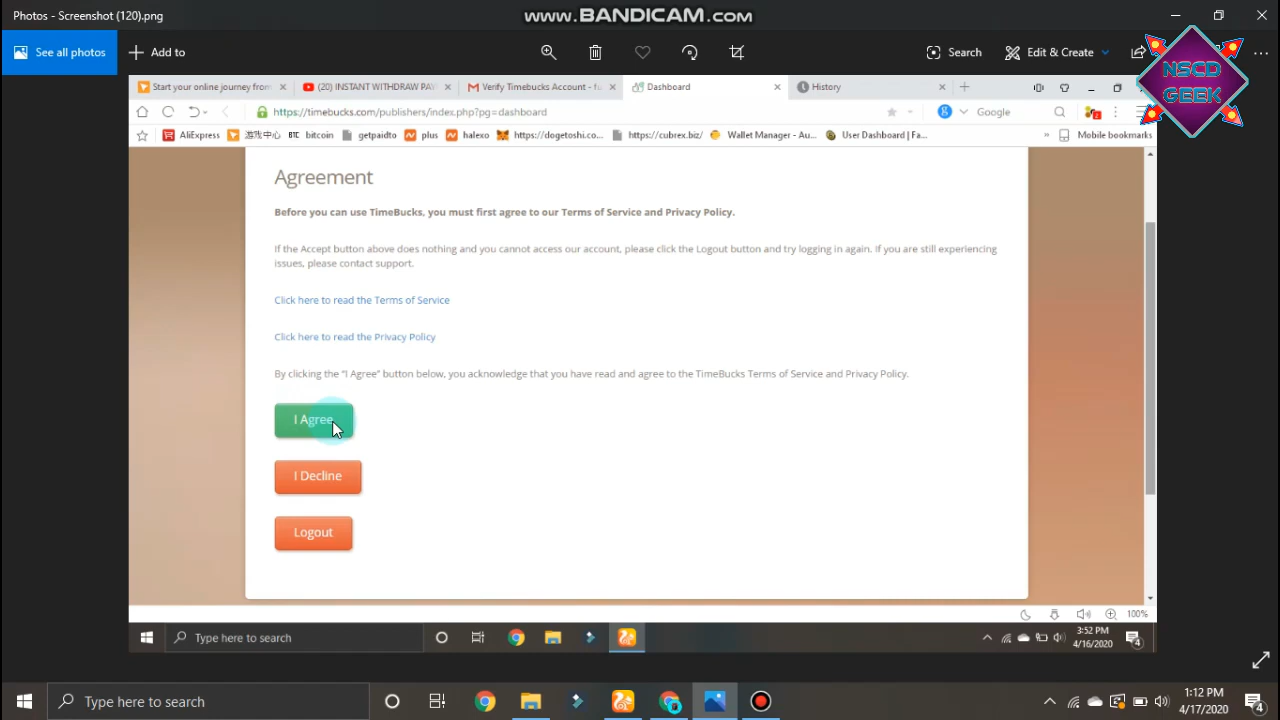 Photos - Screenshot (120).png
www.BANDICAM.com
See all photos
Add to
Search
Edit & Create
NSCD
GEEK
Start your online journey from
(20) INSTANT WITHDRAW PAY
Verify Timebucks Account - fu
Dashboard
History
https://timebucks.com/publishers/index.php?pg=dashboard
Google
AliExpress
游戏中心
BTC bitcoin
getpaidto
plus
halexo
https://dogetoshi.co...
https://cubrex.biz/
Wallet Manager - Au...
User Dashboard | Fa...
Mobile bookmarks
Agreement
Before you can use TimeBucks, you must first agree to our Terms of Service and Privacy Policy.
If the Accept button above does nothing and you cannot access our account, please click the Logout button and try logging in again. If you are still experiencing
issues, please contact support.
Click here to read the Terms of Service
Click here to read the Privacy Policy
By clicking the “I Agree” button below, you acknowledge that you have read and agree to the TimeBucks Terms of Service and Privacy Policy.
I Agree
I Decline
Logout
100%
Type here to search
3:52 PM
4/16/2020
4
Type here to search
1:12 PM
4/17/2020
4